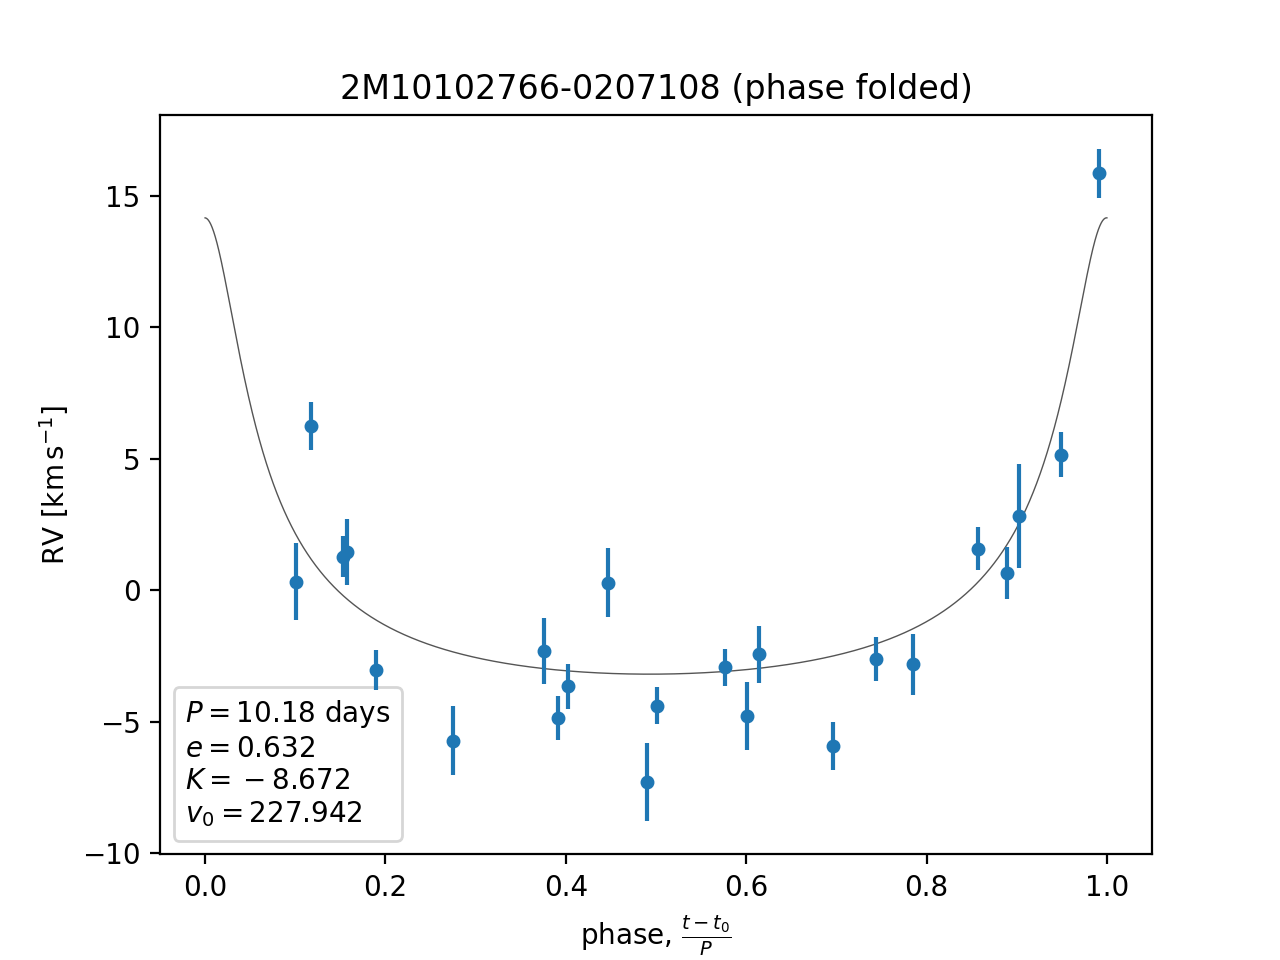 2M10102766-0207108 (phase folded)
RV [km s⁻¹]
15
10
5
0
−5
−10
P = 10.18 days
e = 0.632
K = −8.672
v₀ = 227.942
0.0 0.2 0.4 0.6 0.8 1.0
phase, (t − t₀)/P